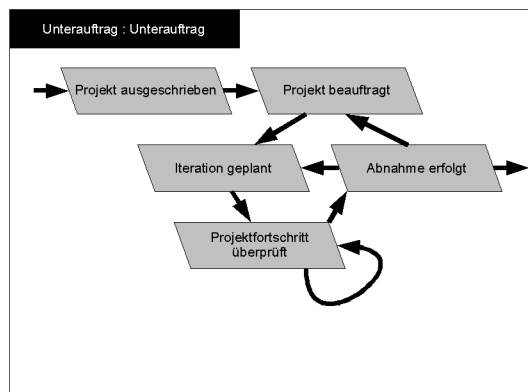 Unterauftrag : Unterauftrag
Projekt ausgeschrieben
Projekt beauftragt
Iteration geplant
Abnahme erfolgt
Projektfortschritt
überprüft